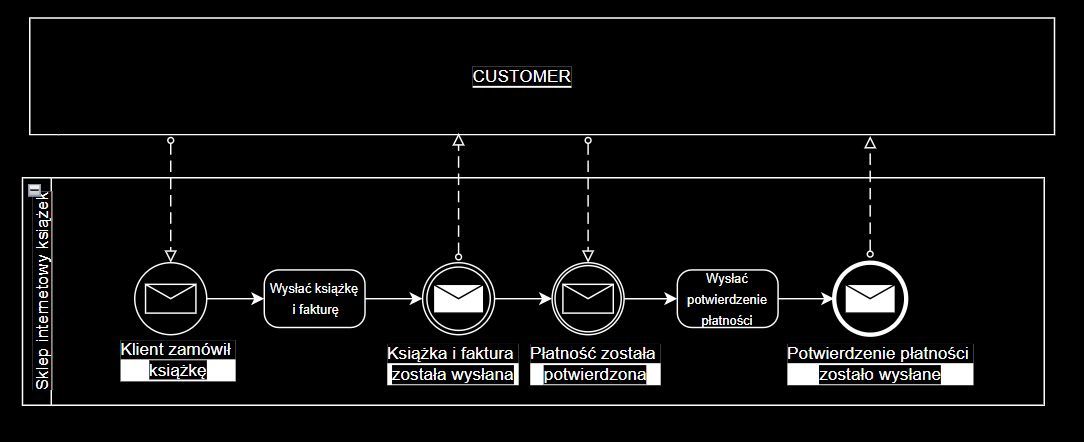 CUSTOMER
Sklep internetowy książek
Wysłać książkę
i fakturę
Wysłać
potwierdzenie
płatności
Klient zamówił
książkę
Książka i faktura
została wysłana
Płatność została
potwierdzona
Potwierdzenie płatności
zostało wysłane